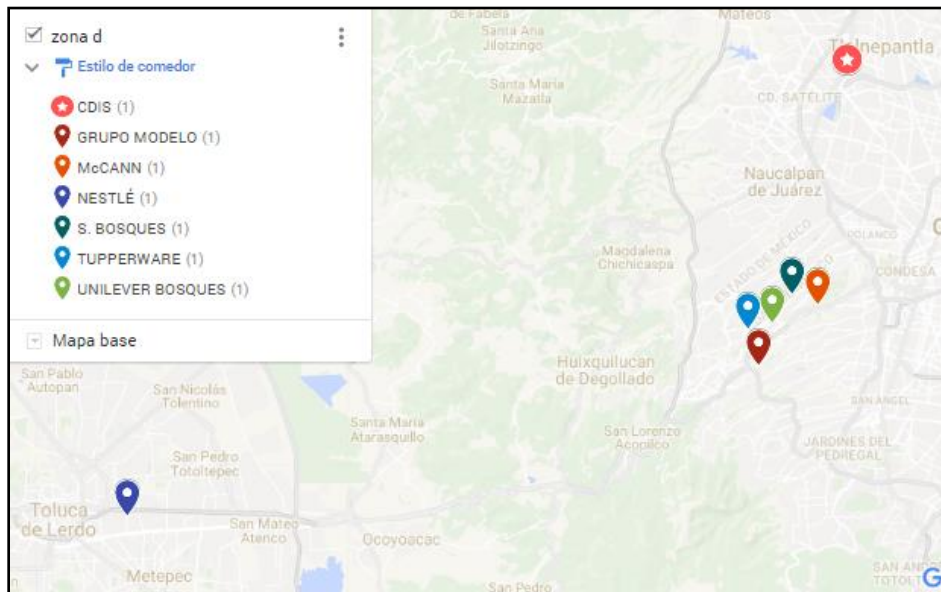 zona d
Estilo de comedor
CDIS (1)
GRUPO MODELO (1)
McCANN (1)
NESTLÉ (1)
S. BOSQUES (1)
TUPPERWARE (1)
UNILEVER BOSQUES (1)
Mapa base
de Fabela
Mateos
Santa Ana
Jilotzingo
Tlalnepantla
Santa María
Mazatla
CD. SATÉLITE
Naucalpan
de Juárez
POLANCO
Magdalena
Chichicaspa
ESTADO DE MÉXICO
CONDESA
Huixquilucan
de Degollado
San Pablo
Autopan
San Nicolás
Tolentino
SAN ÁNGEL
Santa María
Atarasquillo
San Lorenzo
Acopilco
JARDINES DEL
PEDREGAL
San Pedro
Totoltepec
Toluca
de Lerdo
San Mateo
Atenco
Ocoyoacac
Metepec
San Pedro
SAN AND
TOTOLT
G